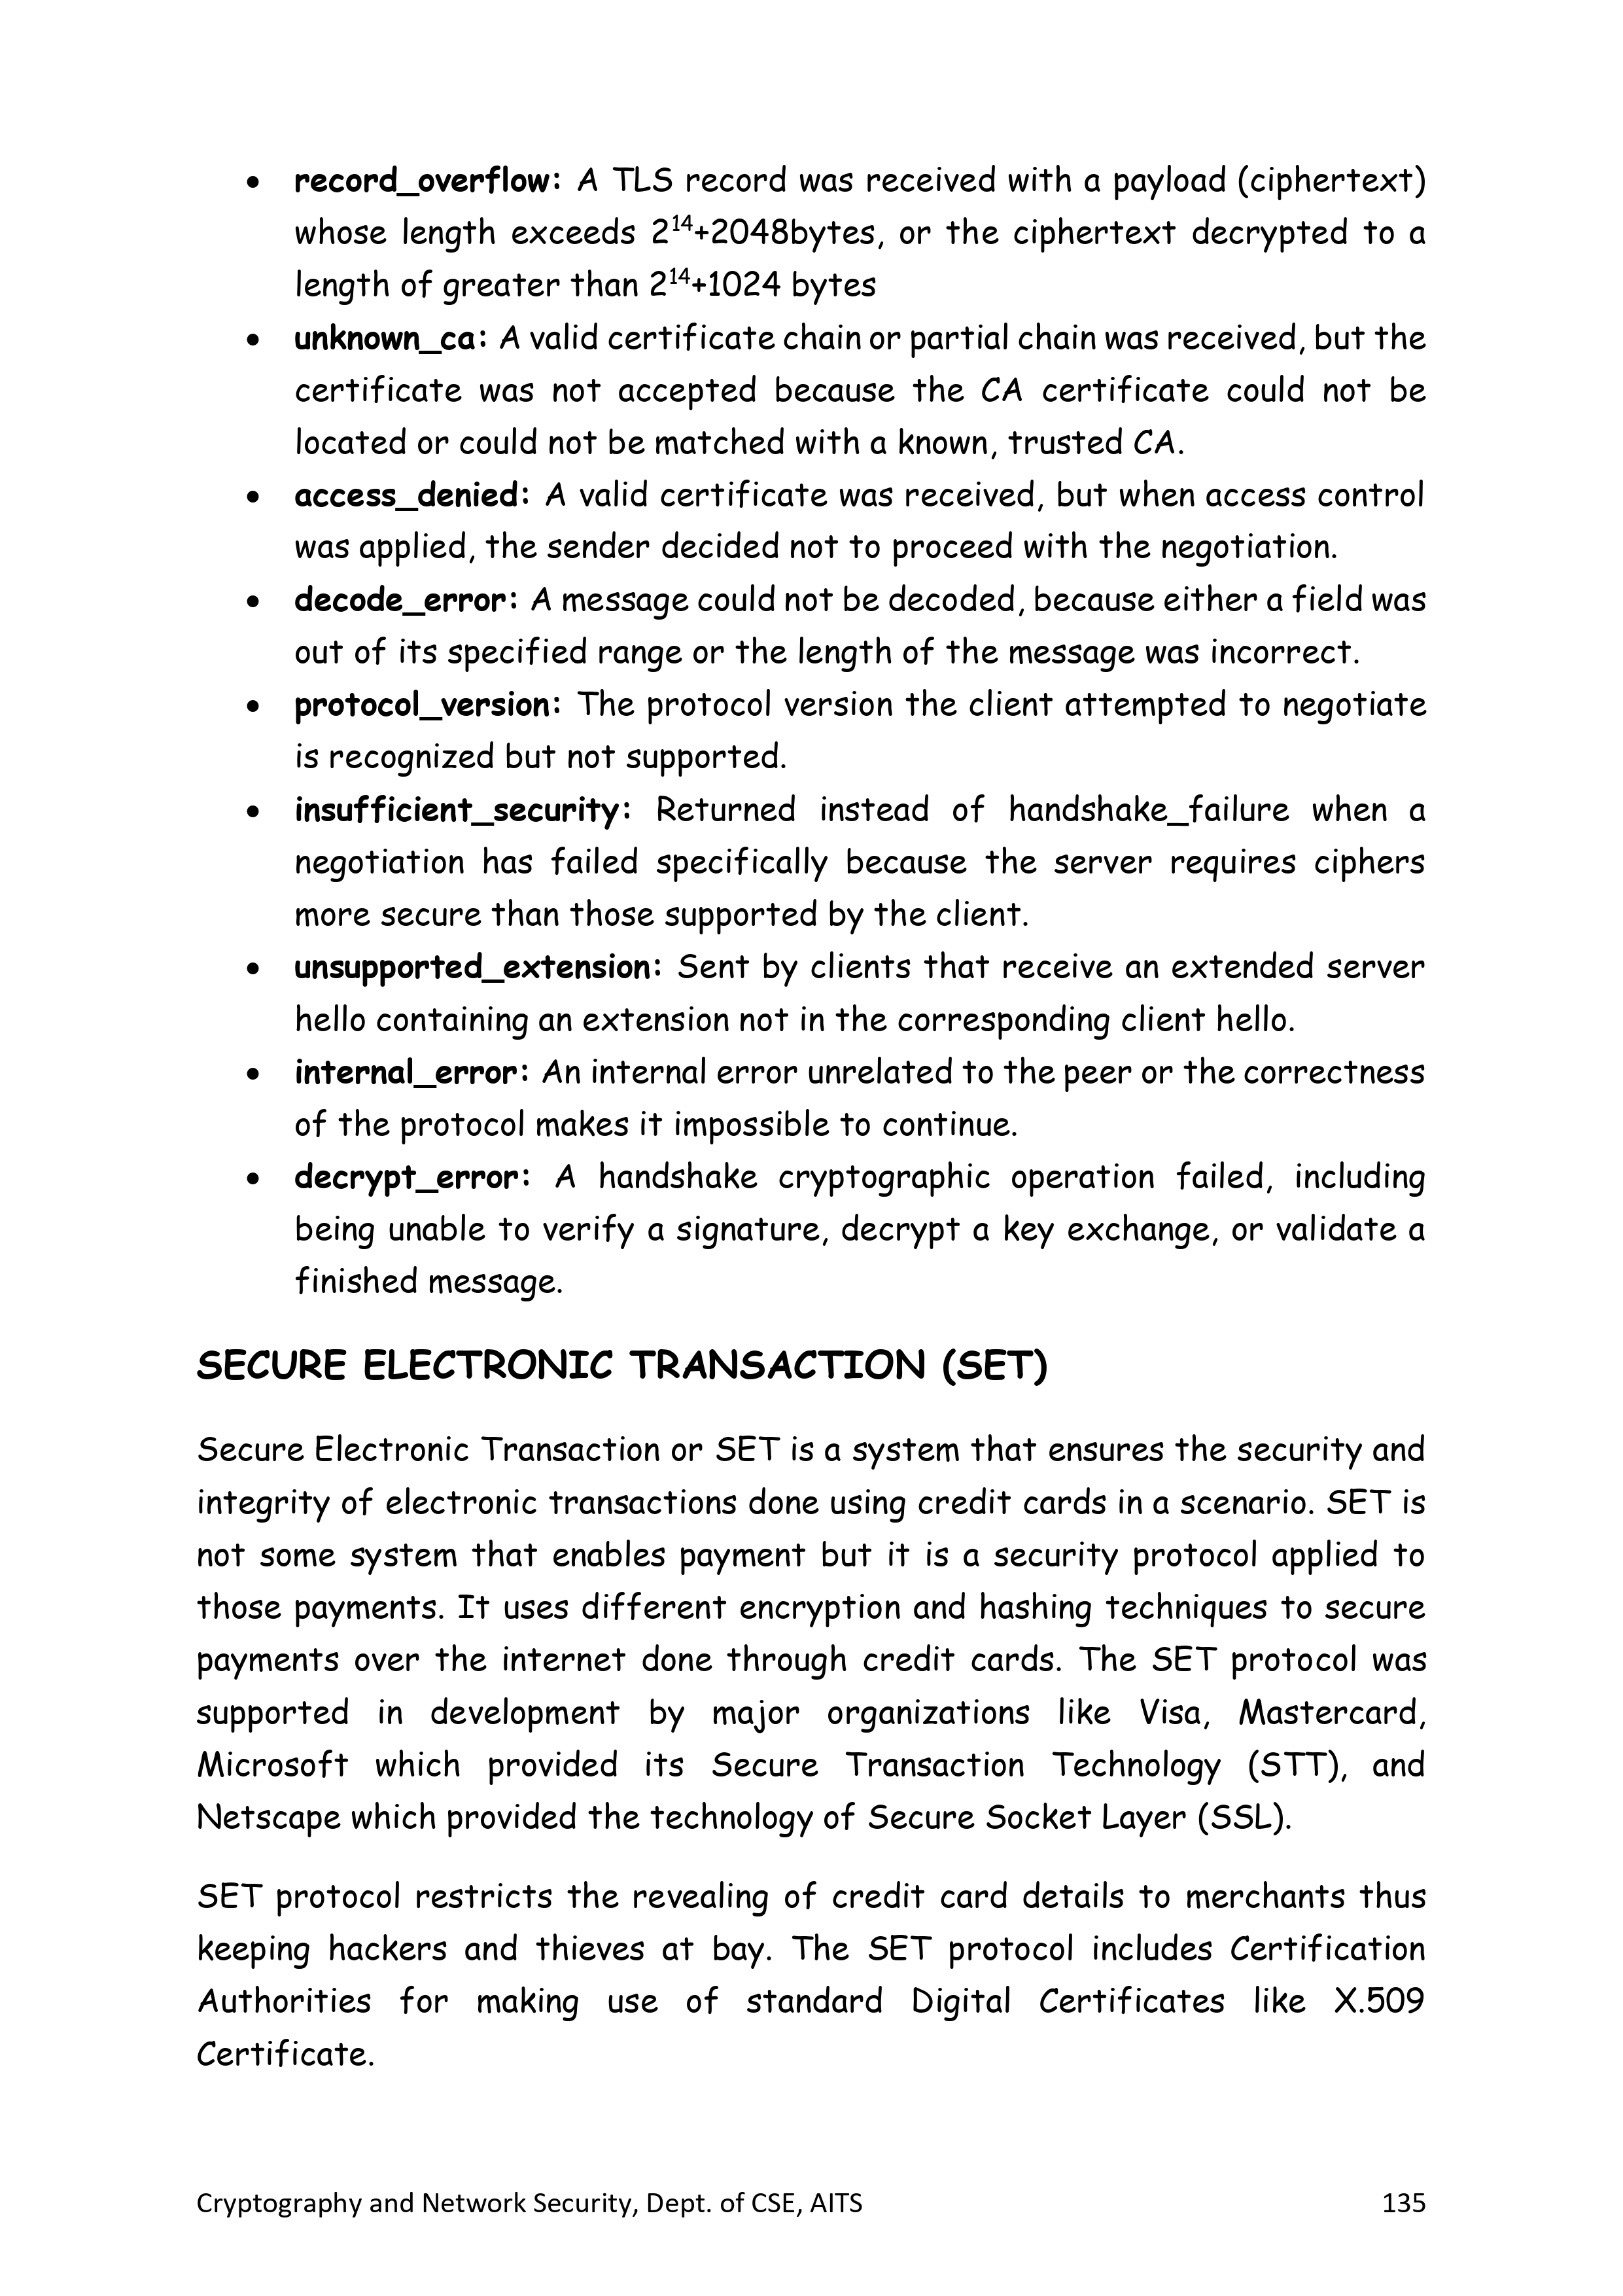 • record_overflow: A TLS record was received with a payload (ciphertext)
whose length exceeds 2¹⁴+2048bytes, or the ciphertext decrypted to a
length of greater than 2¹⁴+1024 bytes
• unknown_ca: A valid certificate chain or partial chain was received, but the
certificate was not accepted because the CA certificate could not be
located or could not be matched with a known, trusted CA.
• access_denied: A valid certificate was received, but when access control
was applied, the sender decided not to proceed with the negotiation.
• decode_error: A message could not be decoded, because either a field was
out of its specified range or the length of the message was incorrect.
• protocol_version: The protocol version the client attempted to negotiate
is recognized but not supported.
• insufficient_security: Returned instead of handshake_failure when a
negotiation has failed specifically because the server requires ciphers
more secure than those supported by the client.
• unsupported_extension: Sent by clients that receive an extended server
hello containing an extension not in the corresponding client hello.
• internal_error: An internal error unrelated to the peer or the correctness
of the protocol makes it impossible to continue.
• decrypt_error: A handshake cryptographic operation failed, including
being unable to verify a signature, decrypt a key exchange, or validate a
finished message.
SECURE ELECTRONIC TRANSACTION (SET)
Secure Electronic Transaction or SET is a system that ensures the security and
integrity of electronic transactions done using credit cards in a scenario. SET is
not some system that enables payment but it is a security protocol applied to
those payments. It uses different encryption and hashing techniques to secure
payments over the internet done through credit cards. The SET protocol was
supported in development by major organizations like Visa, Mastercard,
Microsoft which provided its Secure Transaction Technology (STT), and
Netscape which provided the technology of Secure Socket Layer (SSL).
SET protocol restricts the revealing of credit card details to merchants thus
keeping hackers and thieves at bay. The SET protocol includes Certification
Authorities for making use of standard Digital Certificates like X.509
Certificate.
Cryptography and Network Security, Dept. of CSE, AITS 135